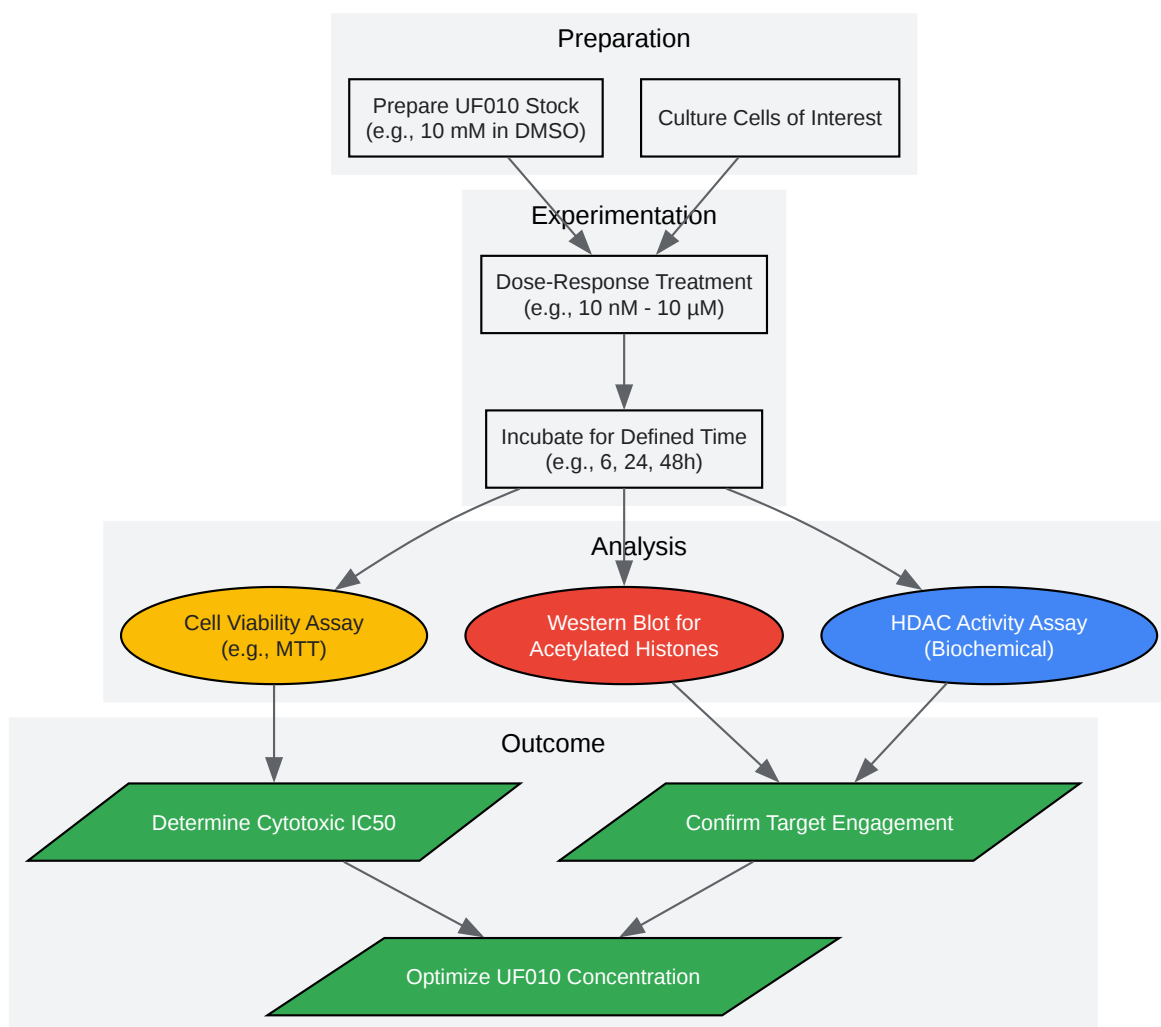 Preparation
Prepare UF010 Stock
(e.g., 10 mM in DMSO)
Culture Cells of Interest
Experimentation
Dose-Response Treatment
(e.g., 10 nM - 10 µM)
Incubate for Defined Time
(e.g., 6, 24, 48h)
Analysis
Cell Viability Assay
(e.g., MTT)
Western Blot for
Acetylated Histones
HDAC Activity Assay
(Biochemical)
Outcome
Determine Cytotoxic IC50
Confirm Target Engagement
Optimize UF010 Concentration